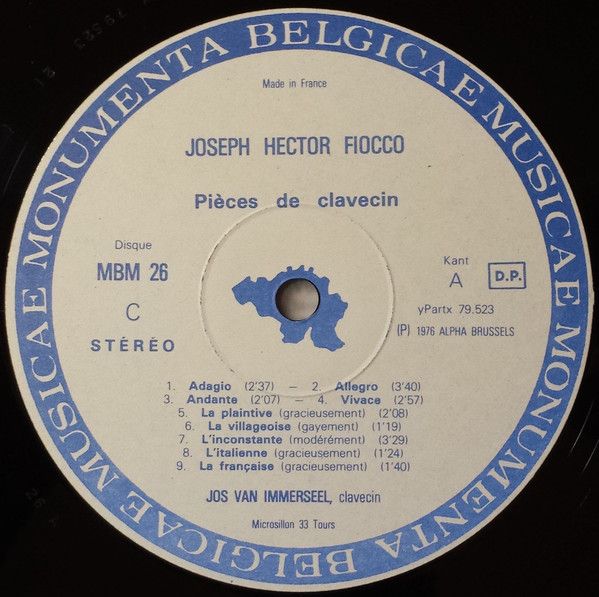 MUSICAE MONUMENTA BELGICAE MUSICAE MONUMENTA BELGICAE
Made in France
JOSEPH HECTOR FIOCCO
Pièces de clavecin
Disque
MBM 26
C
STÉRÉO
Kant
A
D.P.
yPartx 79.523
(P) 1976 ALPHA BRUSSELS
1. Adagio (2'37) – 2. Allegro (3'40)
3. Andante (2'07) – 4. Vivace (2'57)
5. La plaintive (gracieusement) (2'08)
6. La villageoise (gayement) (1'19)
7. L'inconstante (modérément) (3'29)
8. L'italienne (gracieusement) (1'24)
9. La française (gracieusement) (1'40)
JOS VAN IMMERSEEL, clavecin
Microsillon 33 Tours